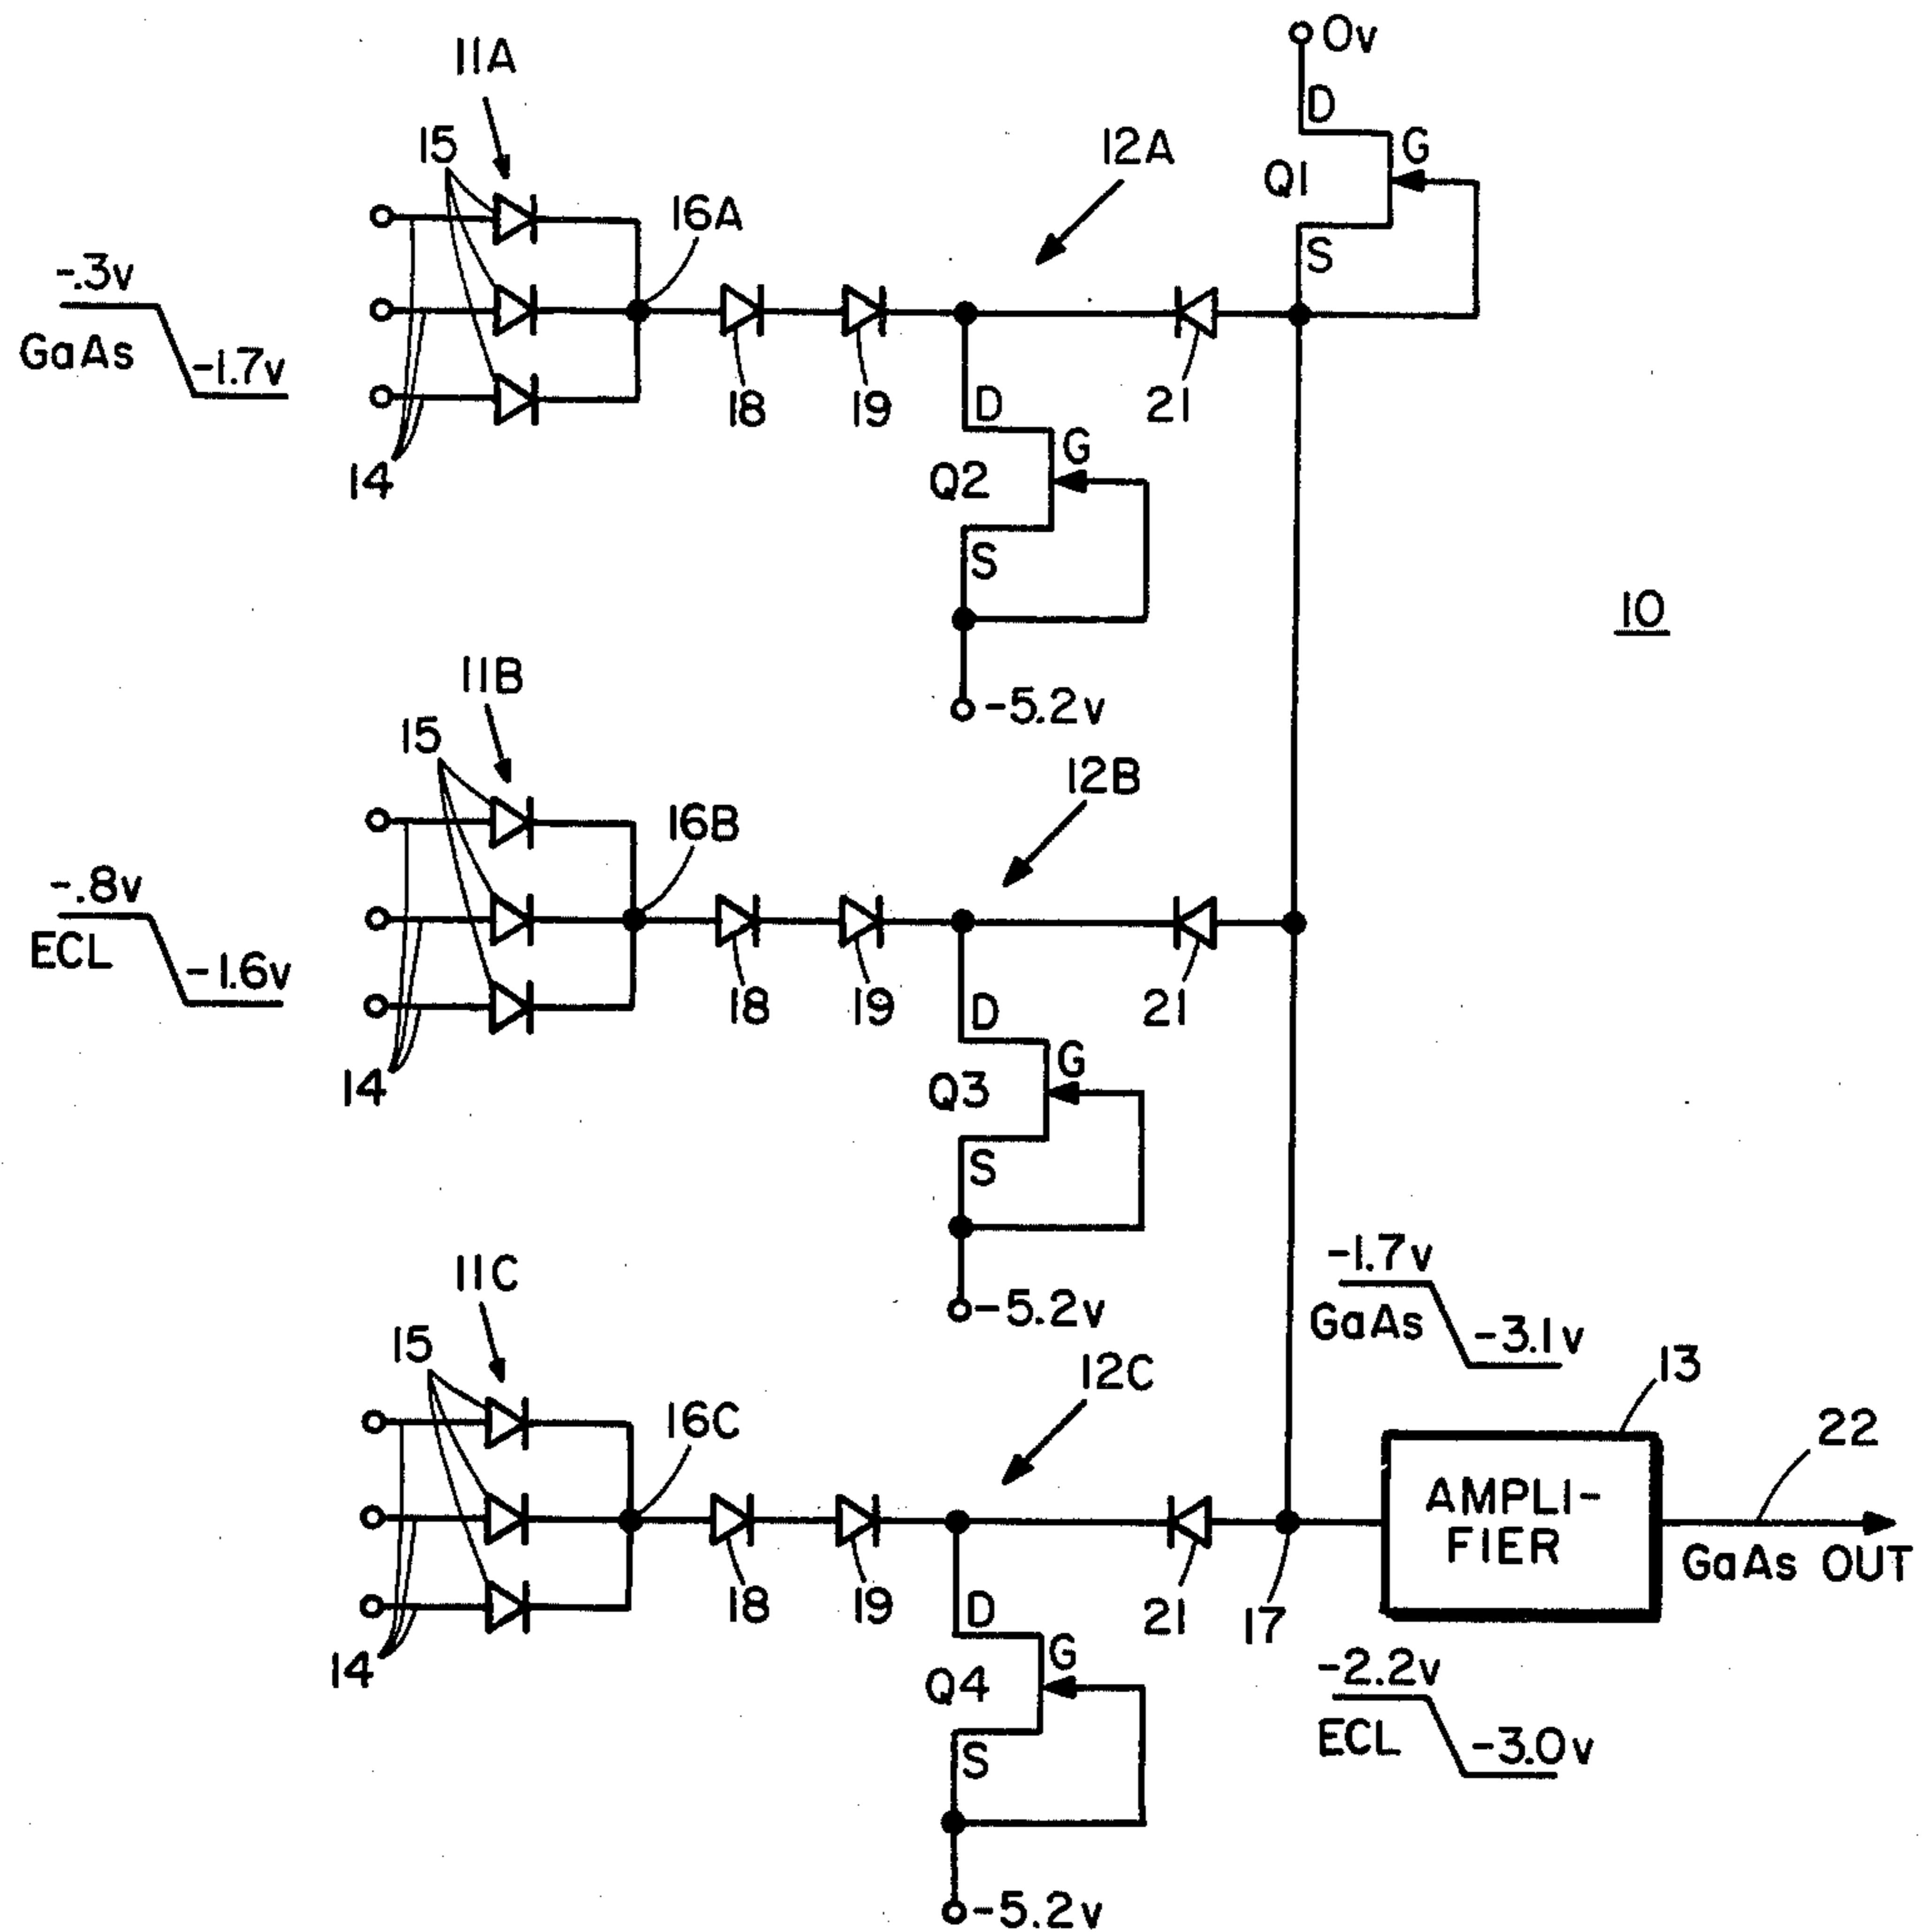 11A
0v
D
15
12A
G
Q1
16A
-.3v
S
GaAs
-1.7v
18
19
21
D
14
G
Q2
S
10
11B
-5.2v
15
12B
16B
-.8v
ECL
-1.6v
18
19
21
D
14
G
Q3
S
11C
-1.7v
GaAs
-3.1v
-5.2v
15
12C
13
16C
22
AMPLI-
FIER
GaAs OUT
18
19
21
17
D
14
G
Q4
-2.2v
ECL
-3.0v
S
-5.2v